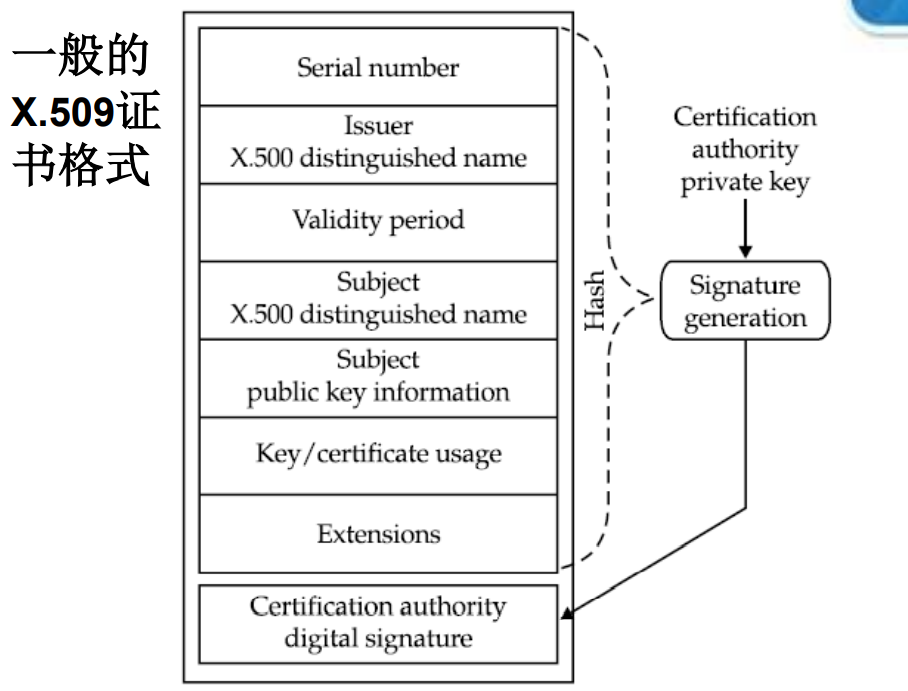 一般的
X.509证
书格式
Serial number
Issuer
X.500 distinguished name
Validity period
Subject
X.500 distinguished name
Subject
public key information
Key/certificate usage
Extensions
Certification authority
digital signature
Hash
Certification
authority
private key
Signature
generation